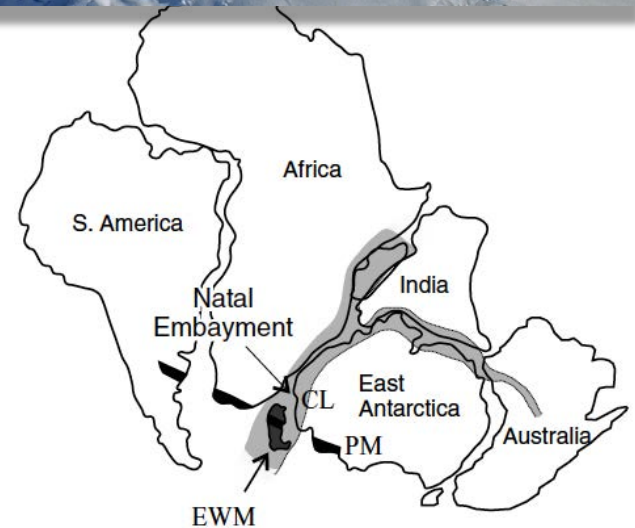 Africa
S. America
India
Natal
Embayment
East
Antarctica
CL
Australia
PM
EWM